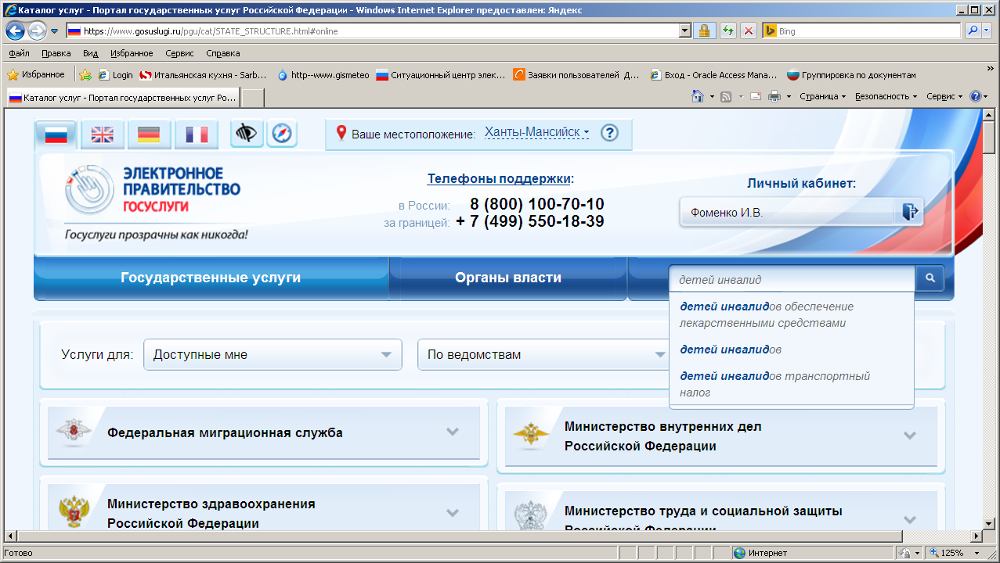 Каталог услуг - Портал государственных услуг Российской Федерации - Windows Internet Explorer предоставлен: Яндекс
https://www.gosuslugi.ru/pgu/cat/STATE_STRUCTURE.html#online
Bing
Файл Правка Вид Избранное Сервис Справка
Избранное Login Итальянская кухня - Sarb... http--www.gismeteo Ситуационный центр элек... Заявки пользователей Д... Вход - Oracle Access Mana... Группировка по документам
Каталог услуг - Портал государственных услуг Ро...
Страница Безопасность Сервис
Ваше местоположение: Ханты-Мансийск
ЭЛЕКТРОННОЕ
ПРАВИТЕЛЬСТВО
ГОСУСЛУГИ
Госуслуги прозрачны как никогда!
Телефоны поддержки:
в России: 8 (800) 100-70-10
за границей: + 7 (499) 550-18-39
Личный кабинет:
Фоменко И.В.
Государственные услуги
Органы власти
детей инвалид
детей инвалидов обеспечение
лекарственными средствами
детей инвалидов
детей инвалидов транспортный
налог
Услуги для: Доступные мне
По ведомствам
Федеральная миграционная служба
Министерство внутренних дел
Российской Федерации
Министерство здравоохранения
Российской Федерации
Министерство труда и социальной защиты
Российской Федерации
Готово
Интернет
125%